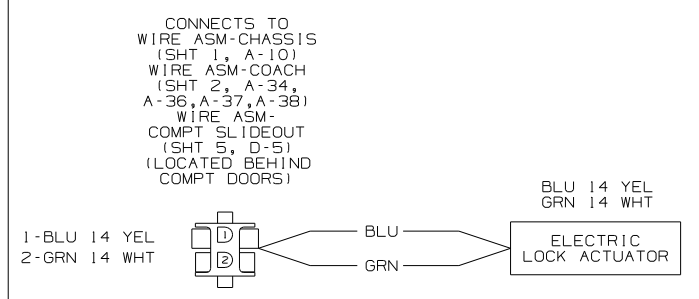 CONNECTS TO
WIRE ASM-CHASSIS
(SHT 1, A-10)
WIRE ASM-COACH
(SHT 2, A-34,
A-36,A-37,A-38)
WIRE ASM-
COMPT SLIDEOUT
(SHT 5, D-5)
(LOCATED BEHIND
COMPT DOORS)
BLU 14 YEL
GRN 14 WHT
1-BLU 14 YEL
2-GRN 14 WHT
1
2
BLU
GRN
ELECTRIC
LOCK ACTUATOR